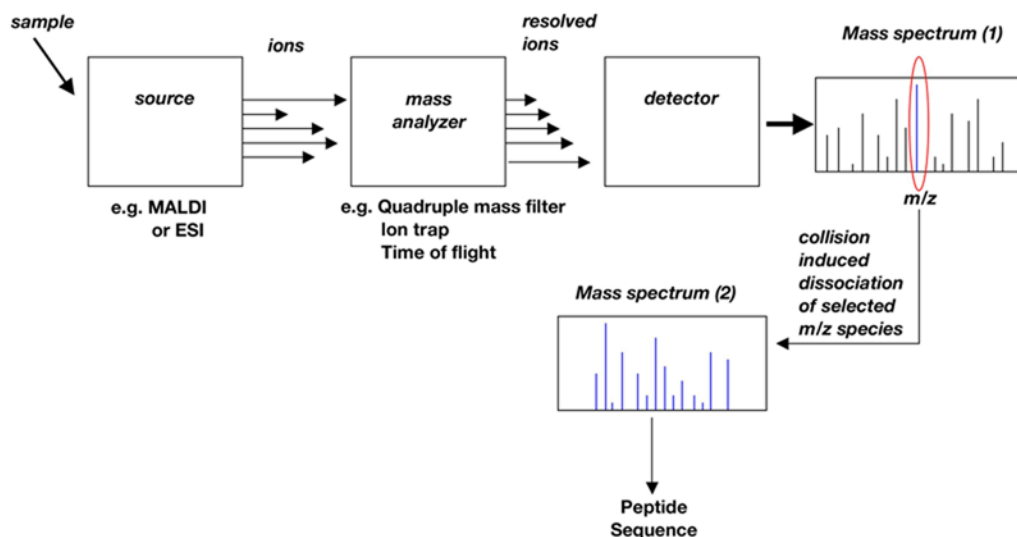 sample
ions
resolved
ions
Mass spectrum (1)
source
mass
analyzer
detector
e.g. MALDI
or ESI
e.g. Quadruple mass filter
Ion trap
Time of flight
m/z
collision
induced
dissociation
of selected
m/z species
Mass spectrum (2)
Peptide
Sequence